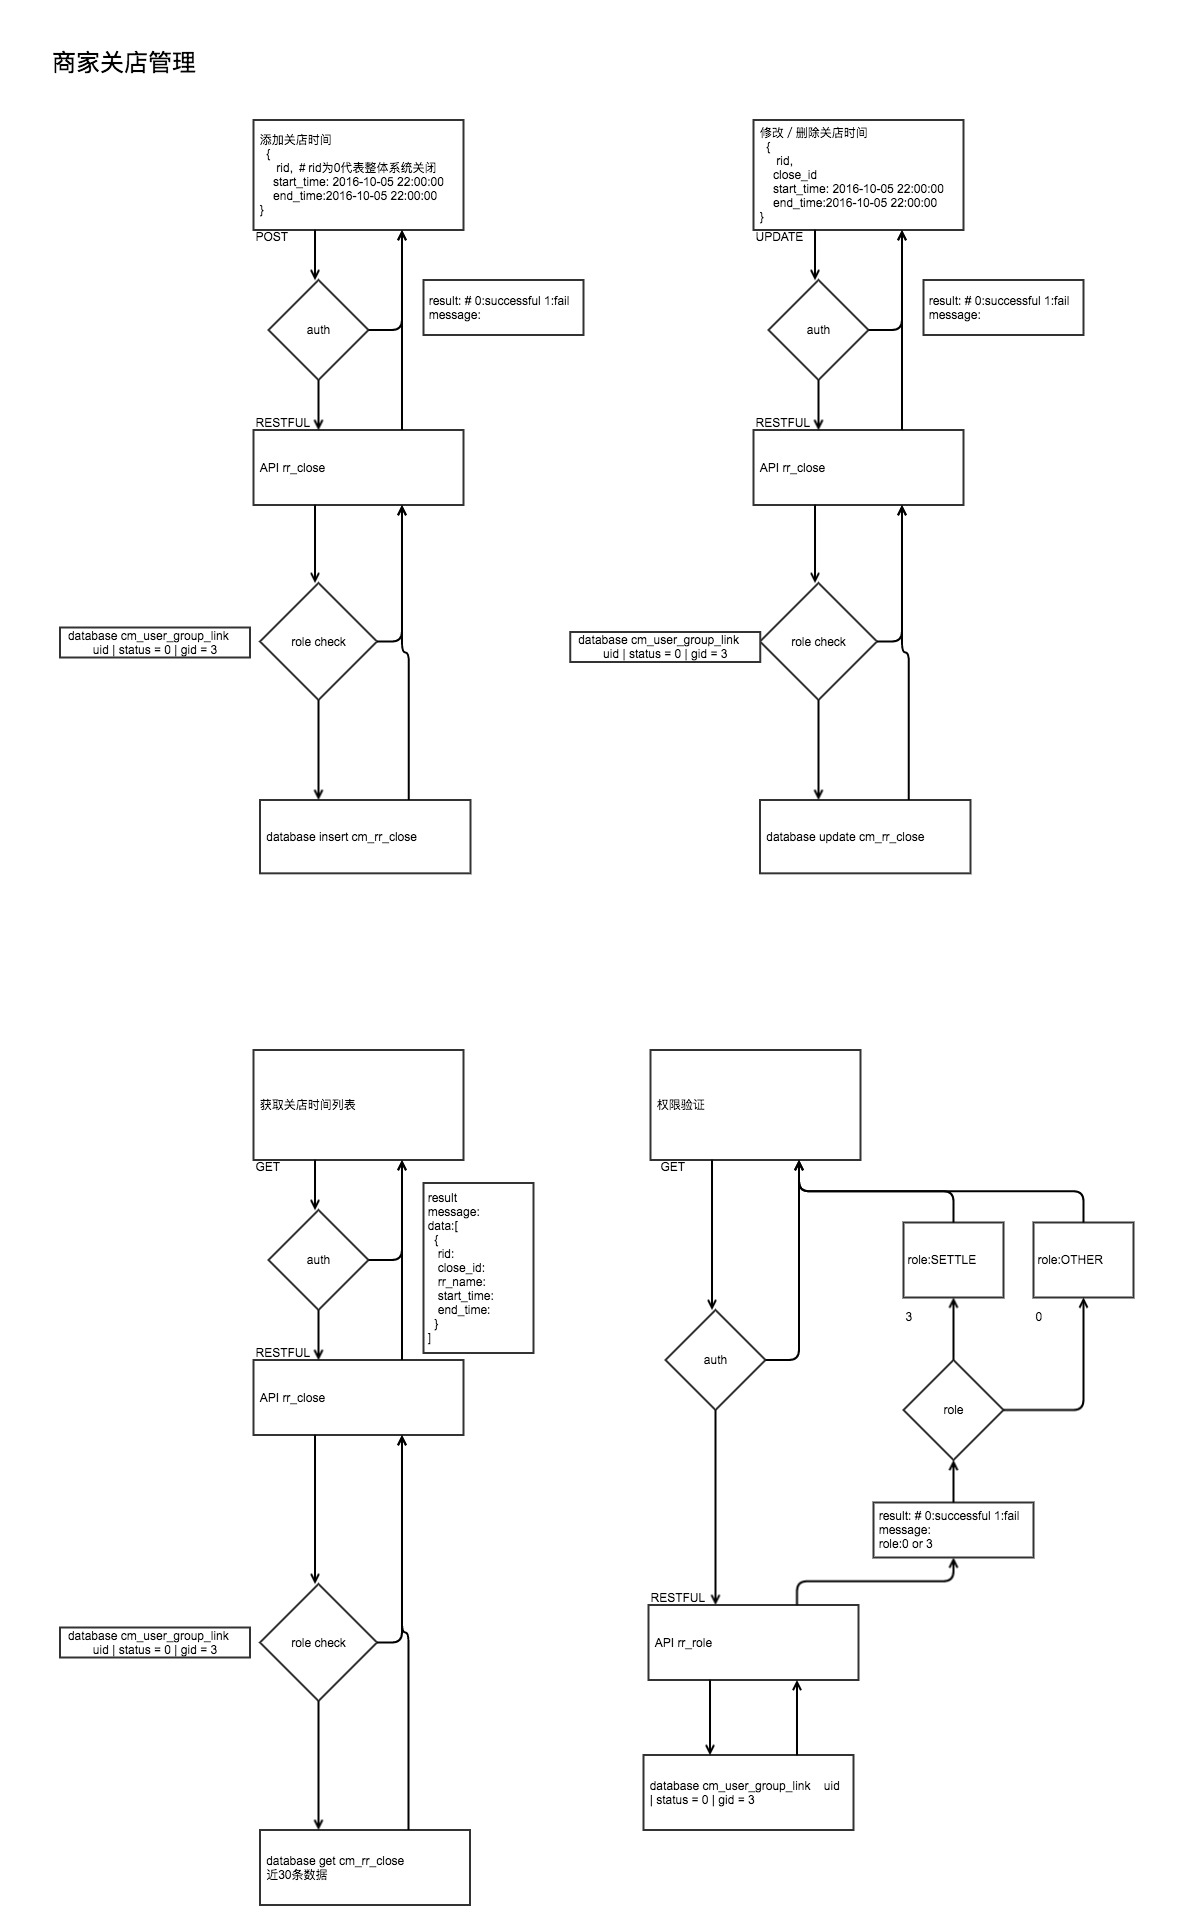 商家关店管理
添加关店时间
{
rid, # rid为0代表整体系统关闭
start_time: 2016-10-05 22:00:00
end_time:2016-10-05 22:00:00
}
POST
auth
result: # 0:successful 1:fail
message:
RESTFUL
API rr_close
database cm_user_group_link
uid | status = 0 | gid = 3
role check
database insert cm_rr_close
修改 / 删除关店时间
{
rid,
close_id
start_time: 2016-10-05 22:00:00
end_time:2016-10-05 22:00:00
}
UPDATE
auth
result: # 0:successful 1:fail
message:
RESTFUL
API rr_close
database cm_user_group_link
uid | status = 0 | gid = 3
role check
database update cm_rr_close
获取关店时间列表
GET
auth
result
message:
data:[
{
rid:
close_id:
rr_name:
start_time:
end_time:
}
]
RESTFUL
API rr_close
database cm_user_group_link
uid | status = 0 | gid = 3
role check
database get cm_rr_close
近30条数据
权限验证
GET
role:SETTLE
role:OTHER
3
0
auth
role
result: # 0:successful 1:fail
message:
role:0 or 3
RESTFUL
API rr_role
database cm_user_group_link uid
| status = 0 | gid = 3